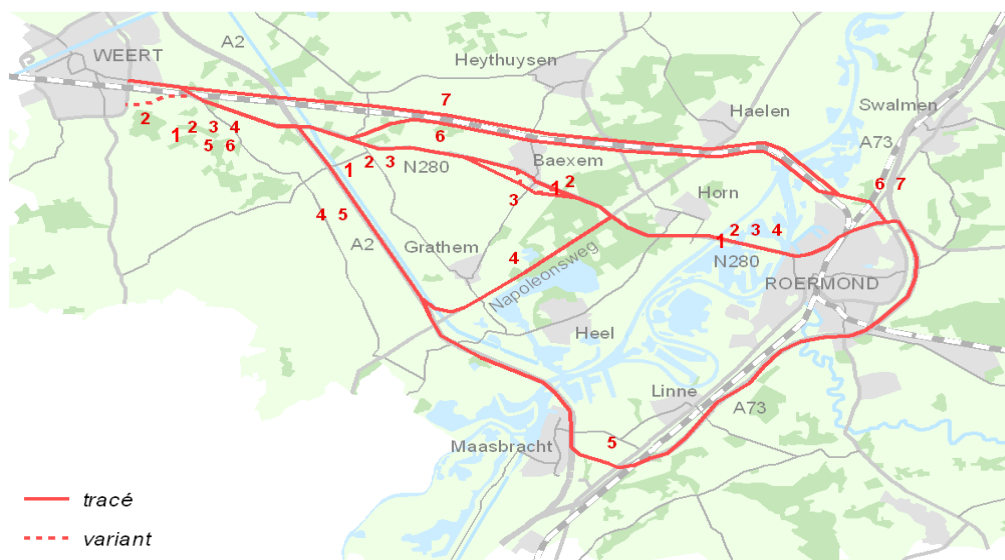 A2
WEERT
Heythuysen
7
Haelen
Swalmen
2
1 2 3 4
5 6
6
A73
1 2 3
N280
Baexem
1 2
6 7
3
Horn
4 5
A2
Grathem
4
Napoleonsweg
1 2 3 4
N280
ROERMOND
Heel
Linne
A73
Maasbracht
5
tracé
variant